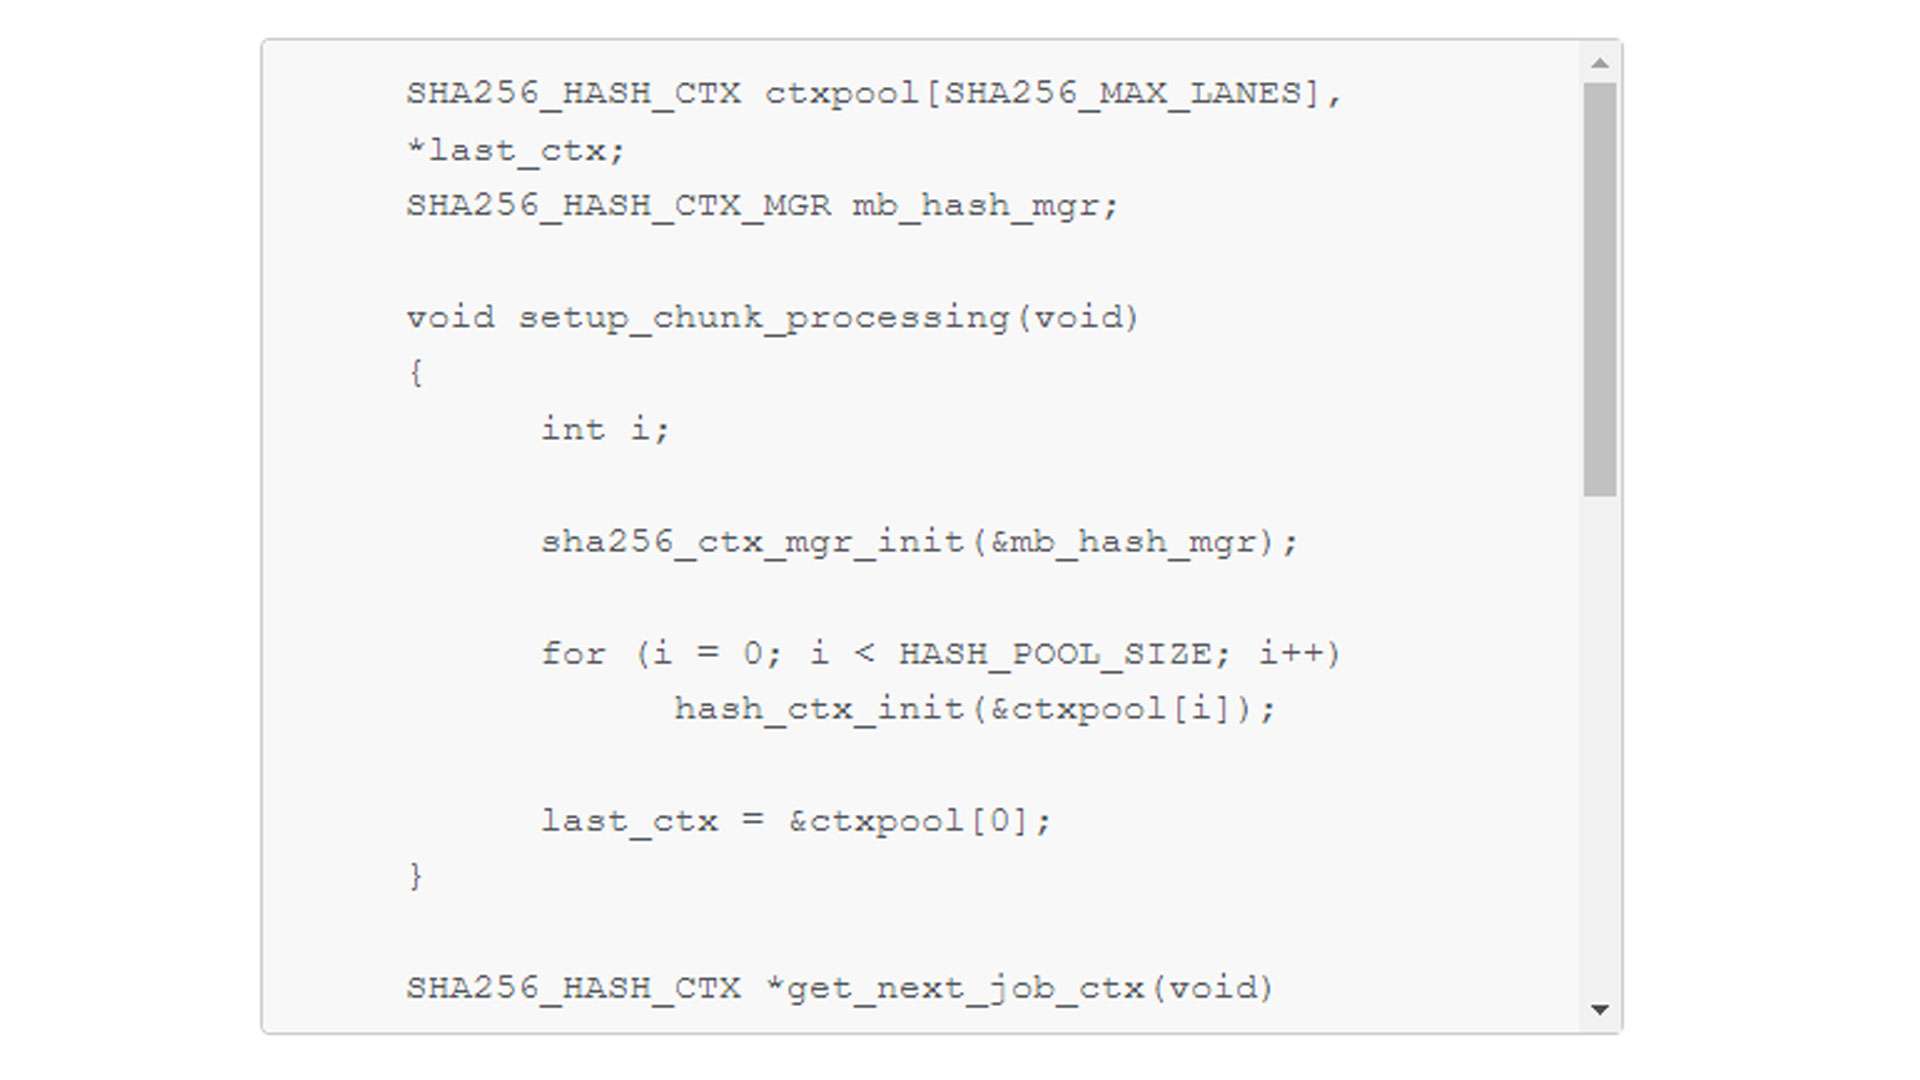 SHA256_HASH_CTX ctxpool[SHA256_MAX_LANES],
*last_ctx;
SHA256_HASH_CTX_MGR mb_hash_mgr;
void setup_chunk_processing(void)
{
int i;
sha256_ctx_mgr_init(&mb_hash_mgr);
for (i = 0; i < HASH_POOL_SIZE; i++)
hash_ctx_init(&ctxpool[i]);
last_ctx = &ctxpool[0];
}
SHA256_HASH_CTX *get_next_job_ctx(void)